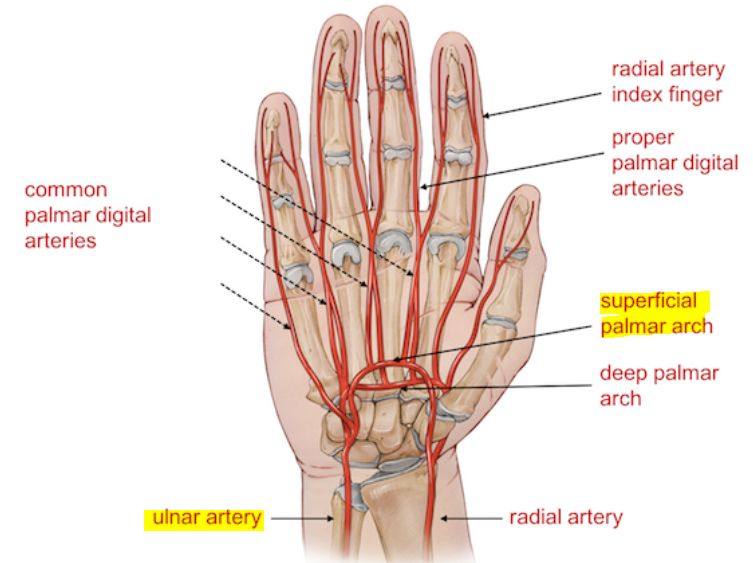 radial artery
index finger
proper
palmar digital
arteries
common
palmar digital
arteries
superficial
palmar arch
deep palmar
arch
ulnar artery
radial artery